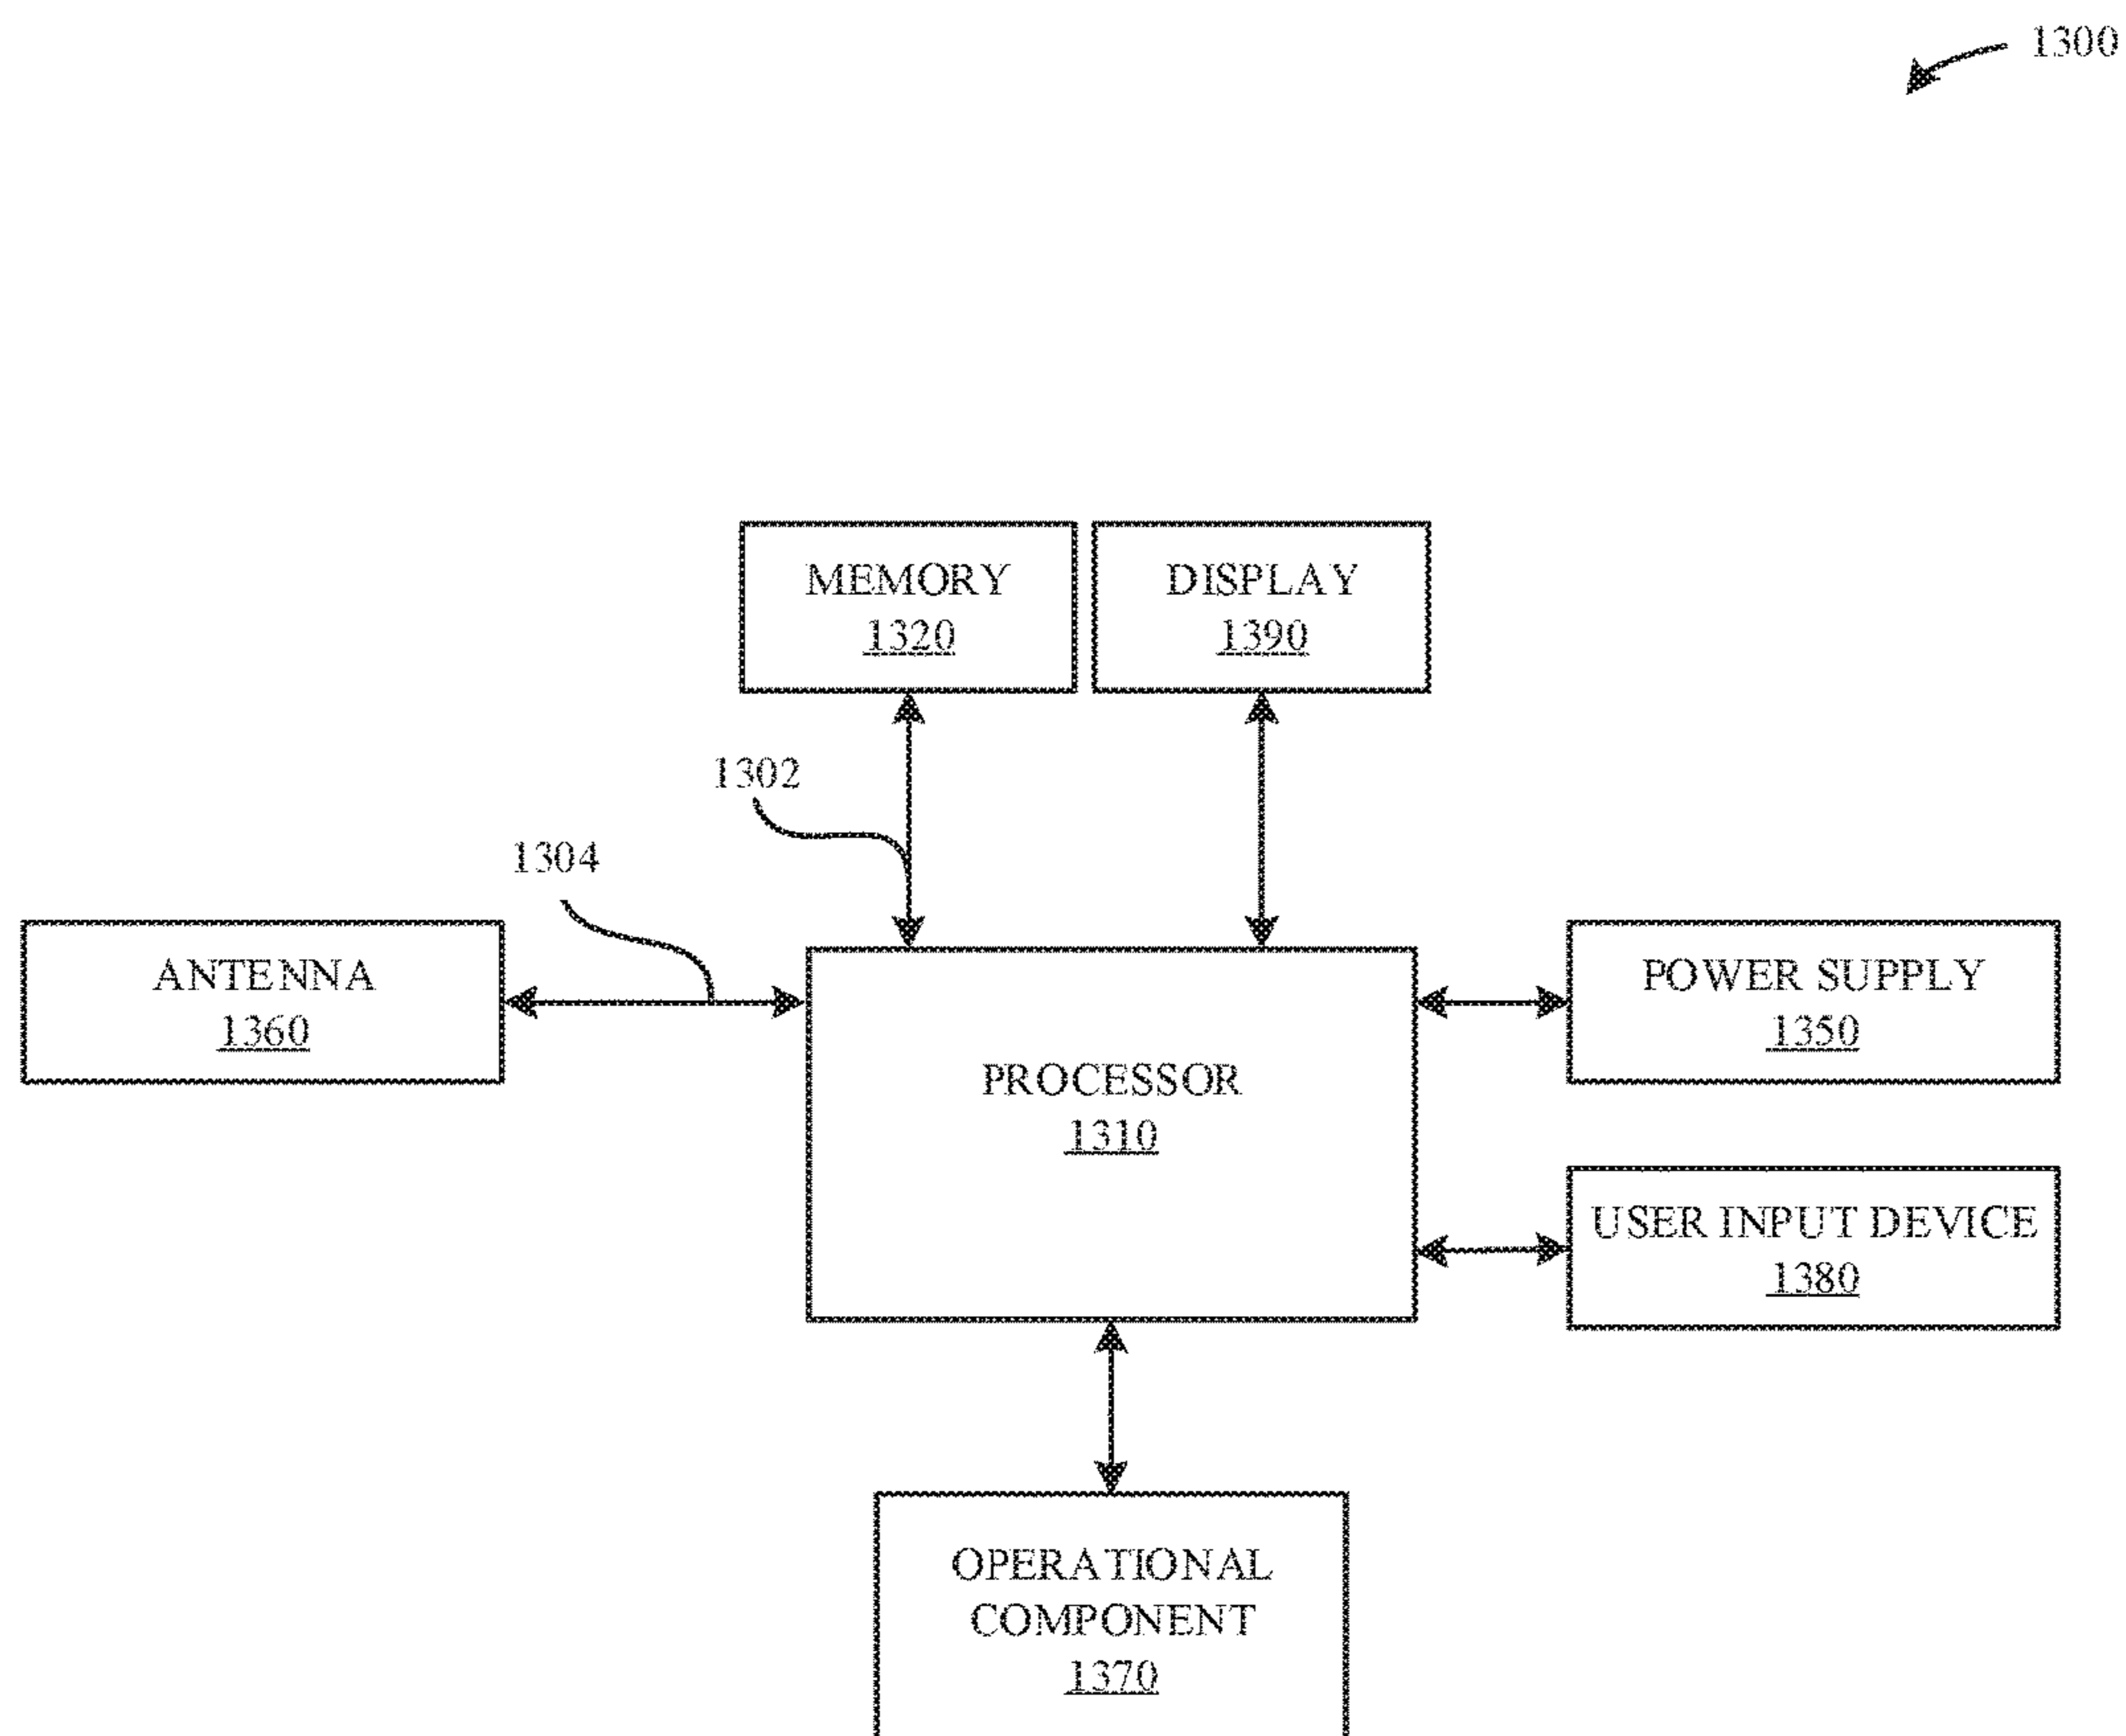 1300
MEMORY
1320
DISPLAY
1390
1302
1304
ANTENNA
1360
POWER SUPPLY
1350
PROCESSOR
1310
USER INPUT DEVICE
1380
OPERATIONAL
COMPONENT
1370